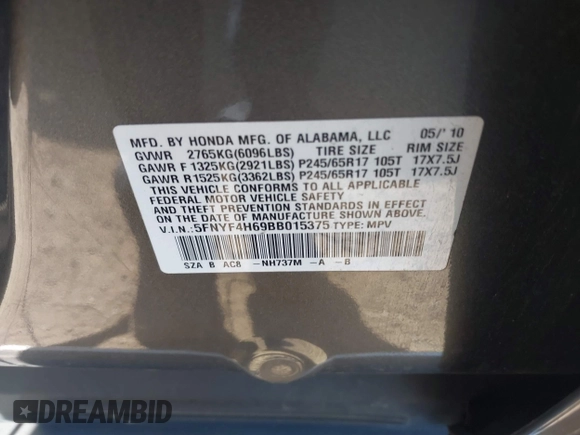 MFD. BY HONDA MFG. OF ALABAMA, LLC 05/'10
GVWR 2765KG(6096LBS) TIRE SIZE RIM SIZE
GAWR F 1325KG(2921LBS) P245/65R17 105T 17X7.5J
GAWR R1525KG(3362LBS) P245/65R17 105T 17X7.5J
THIS VEHICLE CONFORMS TO ALL APPLICABLE
FEDERAL MOTOR VEHICLE SAFETY, BUMPER,
AND THEFT PREVENTION STANDARDS IN EFFECT
ON THE DATE OF MANUFACTURE SHOWN ABOVE.
V.I.N.:5FNYF4H69BB015375 TYPE: MPV
SZA B AC8 -NH737M -A -B
DREAMBID